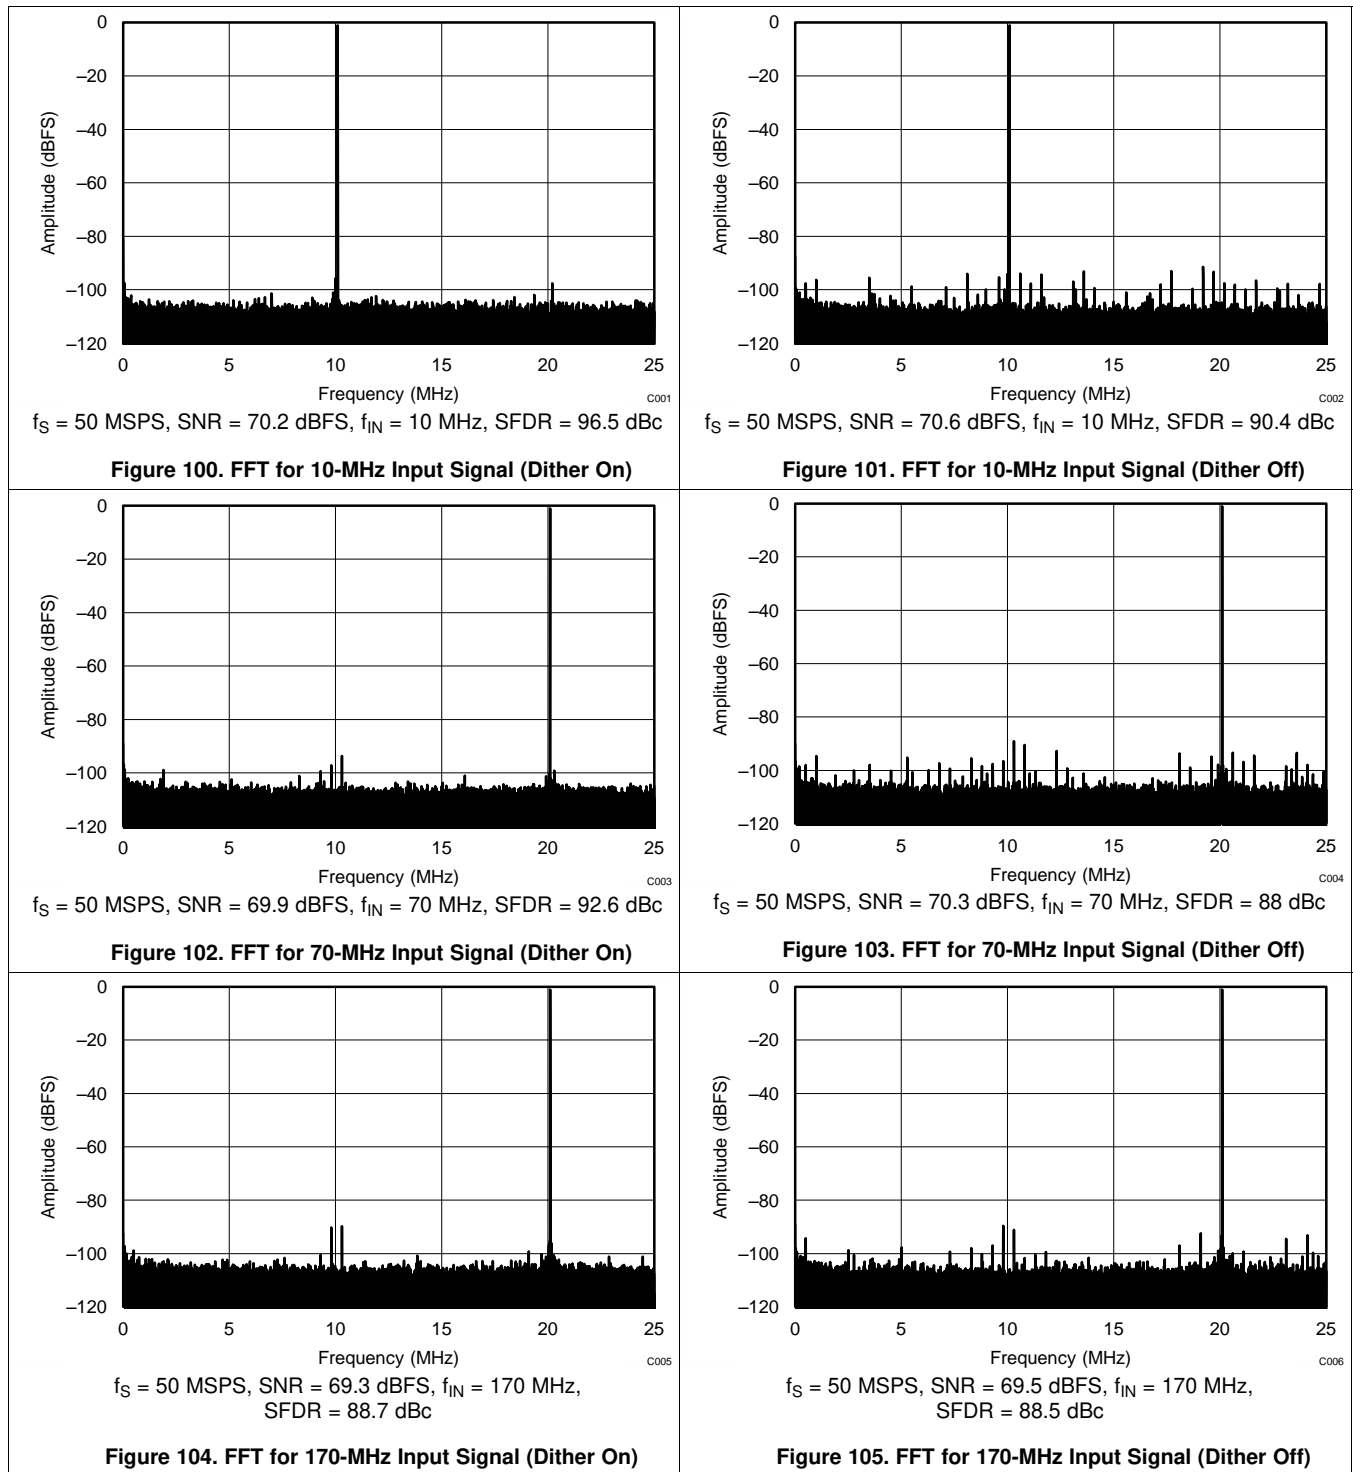 0
–20
–40
–60
–80
–100
–120
Amplitude (dBFS)
0 5 10 15 20 25
Frequency (MHz)
C001
fS = 50 MSPS, SNR = 70.2 dBFS, fIN = 10 MHz, SFDR = 96.5 dBc
Figure 100. FFT for 10-MHz Input Signal (Dither On)
0
–20
–40
–60
–80
–100
–120
Amplitude (dBFS)
0 5 10 15 20 25
Frequency (MHz)
C002
fS = 50 MSPS, SNR = 70.6 dBFS, fIN = 10 MHz, SFDR = 90.4 dBc
Figure 101. FFT for 10-MHz Input Signal (Dither Off)
0
–20
–40
–60
–80
–100
–120
Amplitude (dBFS)
0 5 10 15 20 25
Frequency (MHz)
C003
fS = 50 MSPS, SNR = 69.9 dBFS, fIN = 70 MHz, SFDR = 92.6 dBc
Figure 102. FFT for 70-MHz Input Signal (Dither On)
0
–20
–40
–60
–80
–100
–120
Amplitude (dBFS)
0 5 10 15 20 25
Frequency (MHz)
C004
fS = 50 MSPS, SNR = 70.3 dBFS, fIN = 70 MHz, SFDR = 88 dBc
Figure 103. FFT for 70-MHz Input Signal (Dither Off)
0
–20
–40
–60
–80
–100
–120
Amplitude (dBFS)
0 5 10 15 20 25
Frequency (MHz)
C005
fS = 50 MSPS, SNR = 69.3 dBFS, fIN = 170 MHz,
SFDR = 88.7 dBc
Figure 104. FFT for 170-MHz Input Signal (Dither On)
0
–20
–40
–60
–80
–100
–120
Amplitude (dBFS)
0 5 10 15 20 25
Frequency (MHz)
C006
fS = 50 MSPS, SNR = 69.5 dBFS, fIN = 170 MHz,
SFDR = 88.5 dBc
Figure 105. FFT for 170-MHz Input Signal (Dither Off)